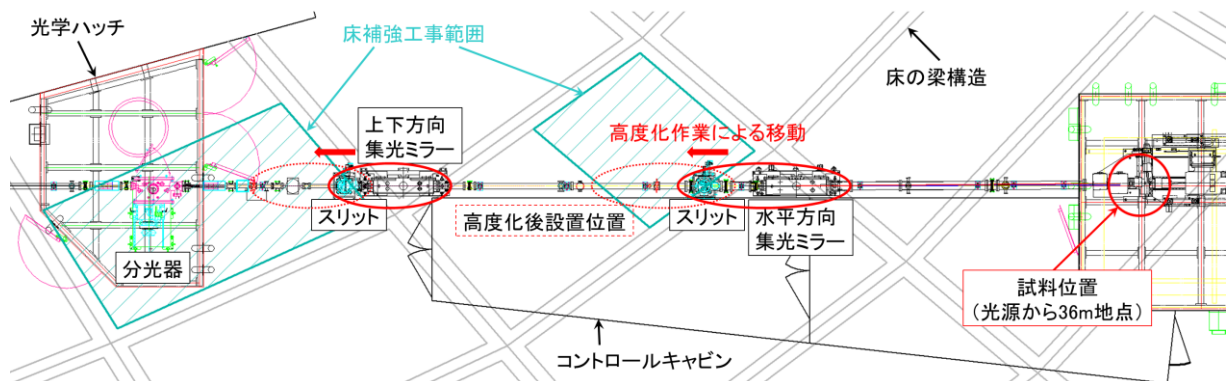 光学ハッチ
床補強工事範囲
床の梁構造
上下方向
集光ミラー
高度化作業による移動
スリット
高度化後設置位置
スリット
水平方向
集光ミラー
分光器
試料位置
(光源から36m地点)
コントロールキャビン